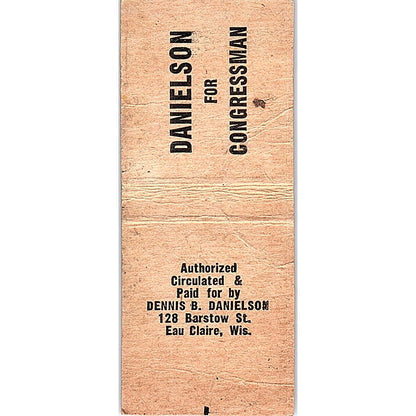 DANIELSON
FOR
CONGRESSMAN
Authorized
Circulated &
Paid for by
DENNIS B. DANIELSON
128 Barstow St.
Eau Claire, Wis.